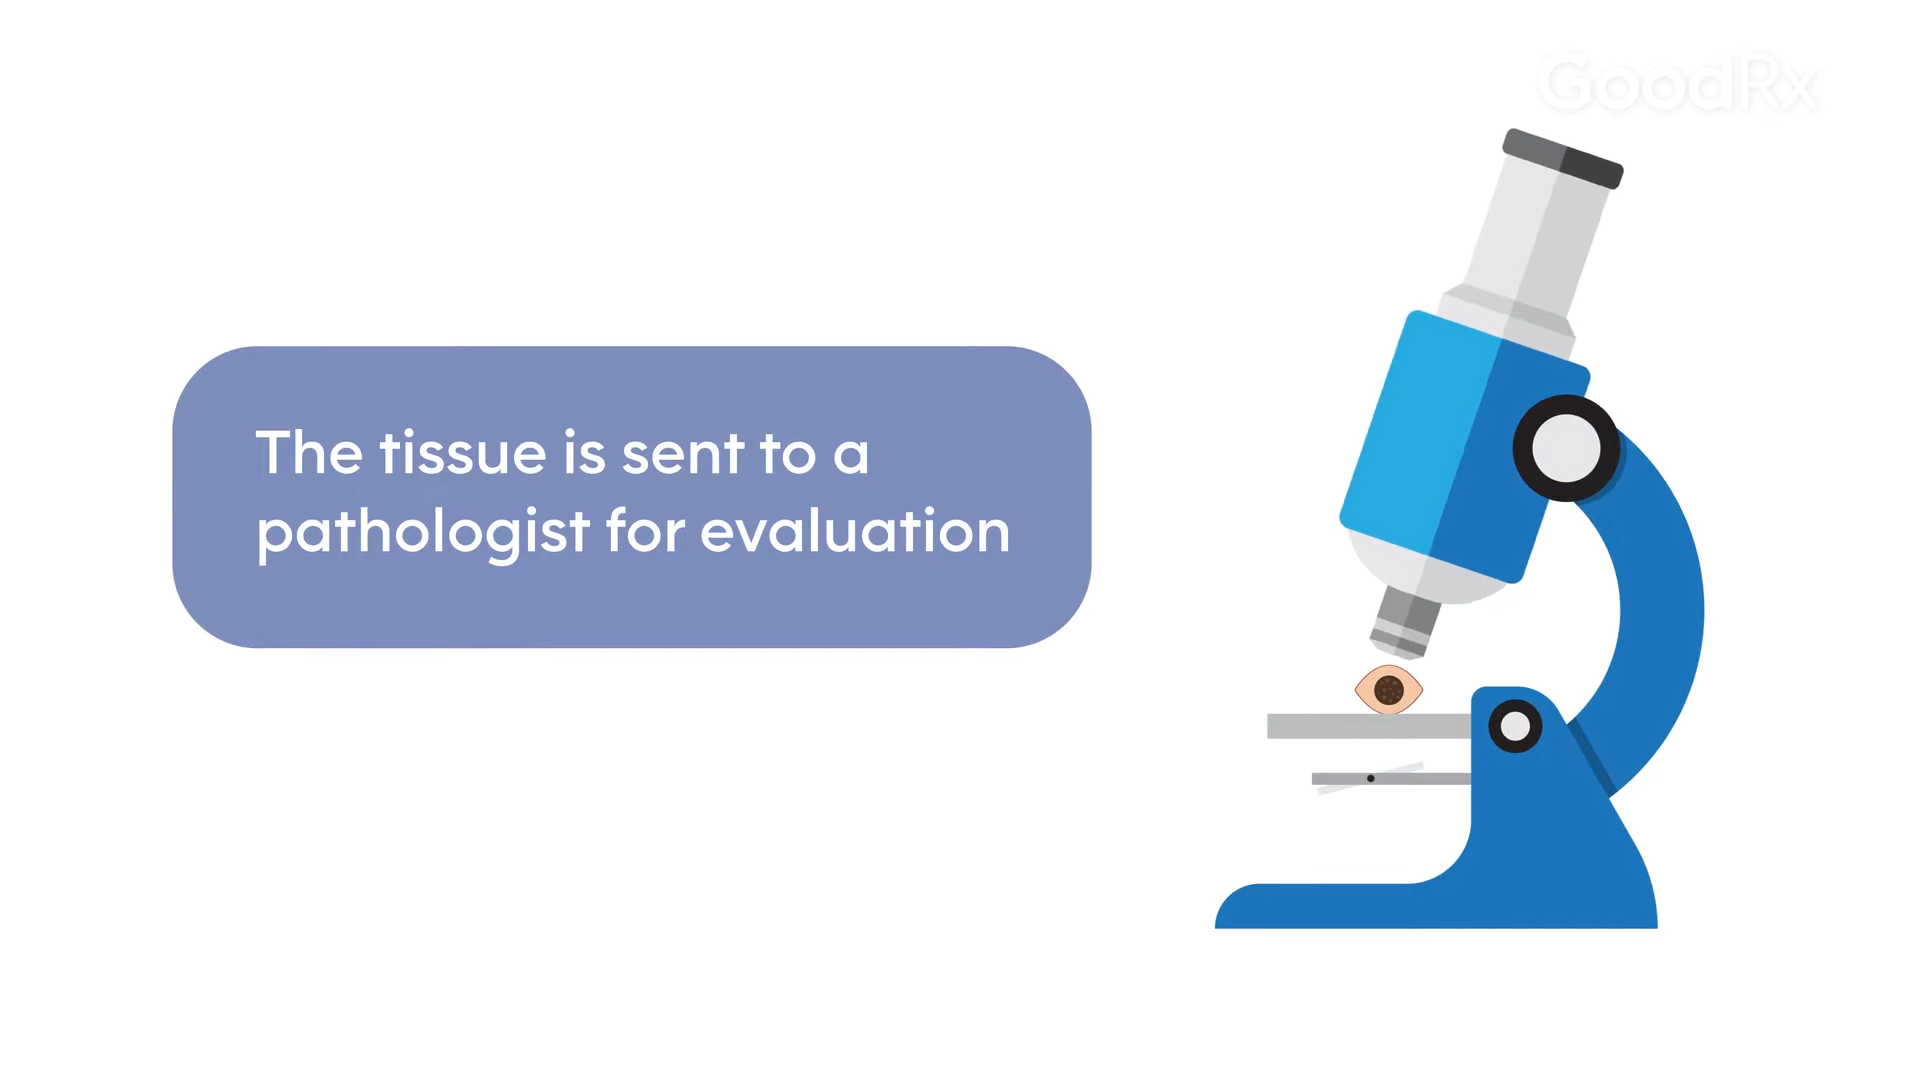 GoodRx
The tissue is sent to a
pathologist for evaluation